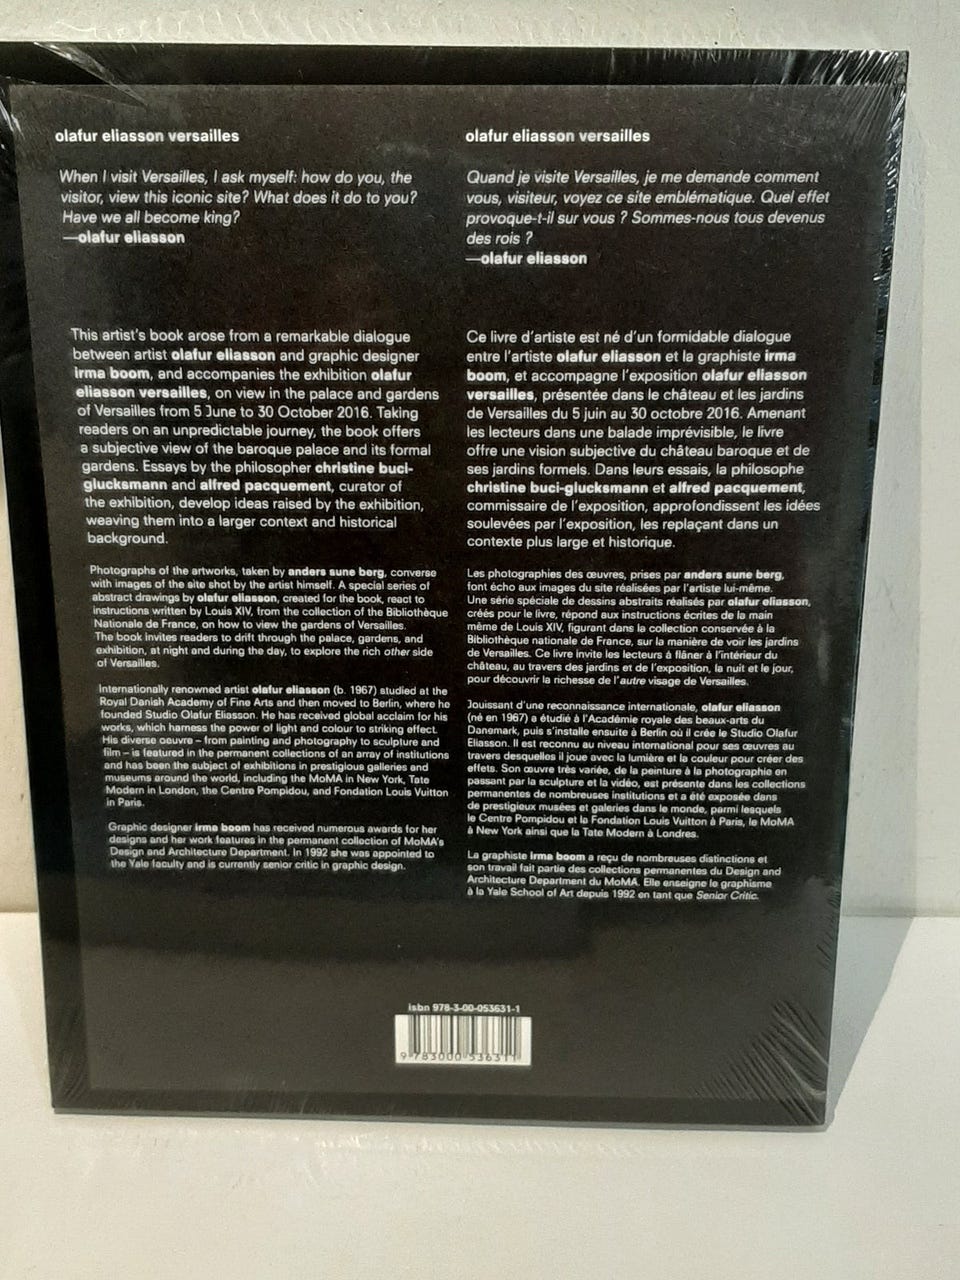 olafur eliasson versailles
When I visit Versailles, I ask myself: how do you, the
visitor, view this iconic site? What does it do to you?
Have we all become king?
—olafur eliasson
This artist's book arose from a remarkable dialogue
between artist olafur eliasson and graphic designer
irma boom, and accompanies the exhibition olafur
eliasson versailles, on view in the palace and gardens
of Versailles from 5 June to 30 October 2016. Taking
readers on an unpredictable journey, the book offers
a subjective view of the baroque palace and its formal
gardens. Essays by the philosopher christine buci-
glucksmann and alfred pacquement, curator of
the exhibition, develop ideas raised by the exhibition,
weaving them into a larger context and historical
background.
Photographs of the artworks, taken by anders sune berg, converse
with images of the site shot by the artist himself. A special series of
abstract drawings by olafur eliasson, created for the book, react to
instructions written by Louis XIV, from the collection of the Bibliothèque
Nationale de France, on how to view the gardens of Versailles.
The book invites readers to drift through the palace, gardens, and
exhibition, at night and during the day, to explore the rich other side
of Versailles.
Internationally renowned artist olafur eliasson (b. 1967) studied at the
Royal Danish Academy of Fine Arts and then moved to Berlin, where he
founded Studio Olafur Eliasson. He has received global acclaim for his
works, which harness the power of light and colour to striking effect.
His diverse oeuvre – from painting and photography to sculpture and
film – is featured in the permanent collections of an array of institutions
and has been the subject of exhibitions in prestigious galleries and
museums around the world, including the MoMA in New York, Tate
Modern in London, the Centre Pompidou, and Fondation Louis Vuitton
in Paris.
Graphic designer irma boom has received numerous awards for her
designs and her work features in the permanent collection of MoMA's
Design and Architecture Department. In 1992 she was appointed to
the Yale faculty and is currently senior critic in graphic design.
olafur eliasson versailles
Quand je visite Versailles, je me demande comment
vous, visiteur, voyez ce site emblématique. Quel effet
provoque-t-il sur vous ? Sommes-nous tous devenus
des rois ?
—olafur eliasson
Ce livre d'artiste est né d'un formidable dialogue
entre l'artiste olafur eliasson et la graphiste irma
boom, et accompagne l'exposition olafur eliasson
versailles, présentée dans le château et les jardins
de Versailles du 5 juin au 30 octobre 2016. Amenant
les lecteurs dans une balade imprévisible, le livre
offre une vision subjective du château baroque et de
ses jardins formels. Dans leurs essais, la philosophe
christine buci-glucksmann et alfred pacquement,
commissaire de l'exposition, approfondissent les idées
soulevées par l'exposition, les replaçant dans un
contexte plus large et historique.
Les photographies des œuvres, prises par anders sune berg,
font écho aux images du site réalisées par l'artiste lui-même.
Une série spéciale de dessins abstraits réalisés par olafur eliasson,
créés pour le livre, répond aux instructions écrites de la main
même de Louis XIV, figurant dans la collection conservée à la
Bibliothèque nationale de France, sur la manière de voir les jardins
de Versailles. Ce livre invite les lecteurs à flâner à l'intérieur du
château, au travers des jardins et de l'exposition, la nuit et le jour,
pour découvrir la richesse de l'autre visage de Versailles.
Jouissant d'une reconnaissance internationale, olafur eliasson
(né en 1967) a étudié à l'Académie royale des beaux-arts du
Danemark, puis s'installe ensuite à Berlin où il crée le Studio Olafur
Eliasson. Il est reconnu au niveau international pour ses œuvres au
travers desquelles il joue avec la lumière et la couleur pour créer des
effets. Son œuvre très variée, de la peinture à la photographie en
passant par la sculpture et la vidéo, est présente dans les collections
permanentes de nombreuses institutions et a été exposée dans
de prestigieux musées et galeries dans le monde, parmi lesquels
le Centre Pompidou et la Fondation Louis Vuitton à Paris, le MoMA
à New York ainsi que la Tate Modern à Londres.
La graphiste irma boom a reçu de nombreuses distinctions et
son travail fait partie des collections permanentes du Design and
Architecture Department du MoMA. Elle enseigne le graphisme
à la Yale School of Art depuis 1992 en tant que Senior Critic.
isbn 978-3-00-053631-1
9 783000 536311